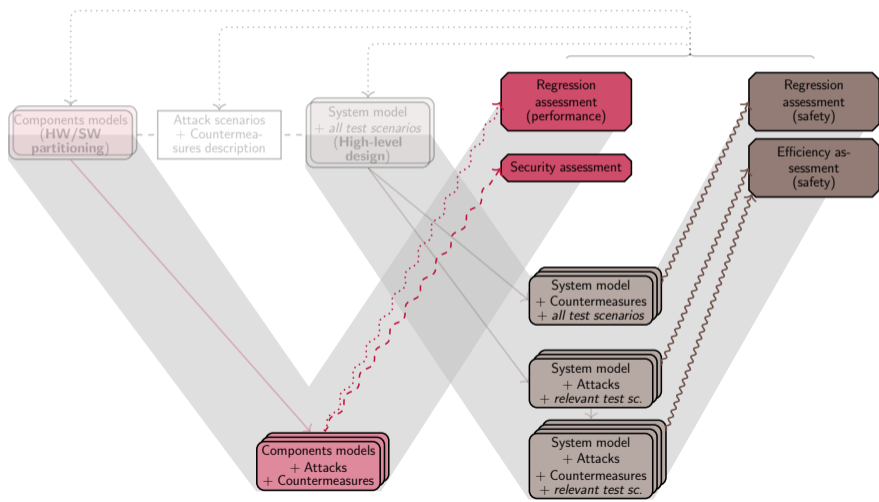 Components models
(HW/SW
partitioning)
Attack scenarios
+ Countermea-
sures description
System model
+ all test scenarios
(High-level
design)
Regression
assessment
(performance)
Regression
assessment
(safety)
Security assessment
Efficiency as-
sessment
(safety)
System model
+ Countermeasures
+ all test scenarios
System model
+ Attacks
+ relevant test sc.
Components models
+ Attacks
+ Countermeasures
System model
+ Attacks
+ Countermeasures
+ relevant test sc.